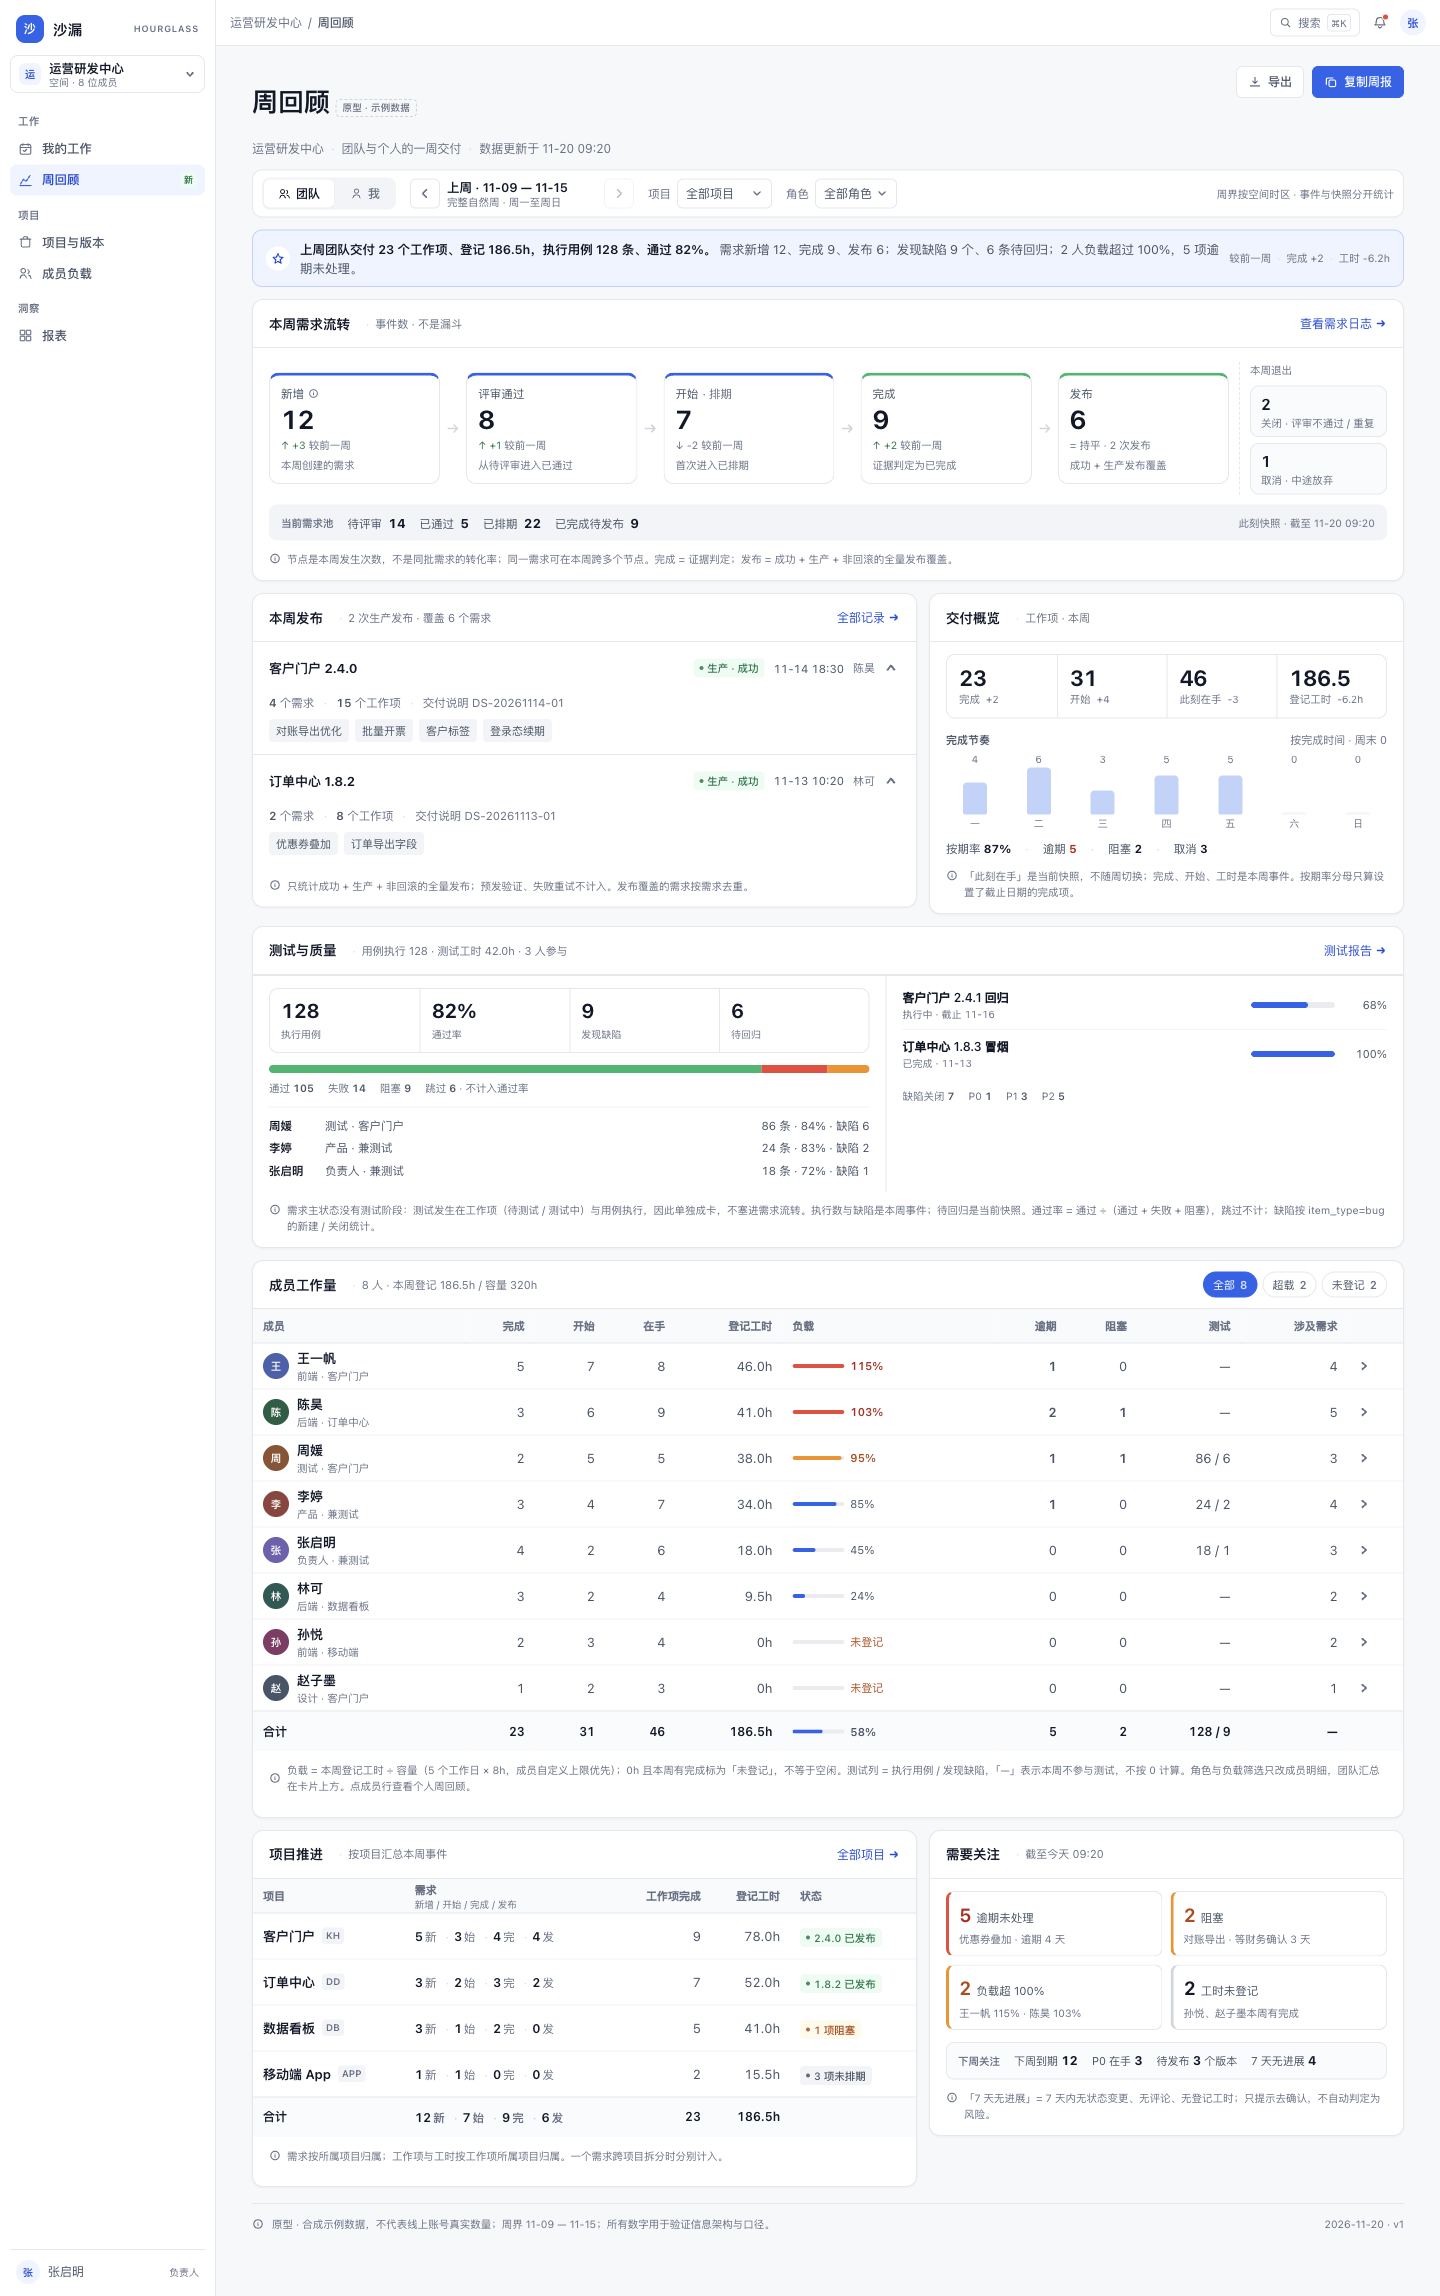 沙 沙漏 HOURGLASS
运 运营研发中心
空间 · 8 位成员
工作
我的工作
周回顾 新
项目
项目与版本
成员负载
洞察
报表
张 张启明 负责人
运营研发中心 / 周回顾
搜索 ⌘K 张
周回顾 原型 · 示例数据
导出 复制周报
运营研发中心 · 团队与个人的一周交付 · 数据更新于 11-20 09:20
团队 我
上周 · 11-09 — 11-15
完整自然周 · 周一至周日
项目 全部项目 角色 全部角色
周界按空间时区 · 事件与快照分开统计
上周团队交付 23 个工作项、登记 186.5h，执行用例 128 条、通过 82%。 需求新增 12、完成 9、发布 6；发现缺陷 9 个、6 条待回归；2 人负载超过 100%，5 项逾
期未处理。
较前一周 · 完成 +2 · 工时 -6.2h
本周需求流转 · 事件数 · 不是漏斗 查看需求日志 →
新增
12
↑ +3 较前一周
本周创建的需求
→
评审通过
8
↑ +1 较前一周
从待评审进入已通过
→
开始 · 排期
7
↓ -2 较前一周
首次进入已排期
→
完成
9
↑ +2 较前一周
证据判定为已完成
→
发布
6
= 持平 · 2 次发布
成功 + 生产发布覆盖
本周退出
2
关闭 · 评审不通过 / 重复
1
取消 · 中途放弃
当前需求池 待评审 14 已通过 5 已排期 22 已完成待发布 9 此刻快照 · 截至 11-20 09:20
节点是本周发生次数，不是同批需求的转化率；同一需求可在本周跨多个节点。完成 = 证据判定；发布 = 成功 + 生产 + 非回滚的全量发布覆盖。
本周发布 · 2 次生产发布 · 覆盖 6 个需求 全部记录 →
客户门户 2.4.0 生产 · 成功 11-14 18:30 陈昊
4 个需求 · 15 个工作项 · 交付说明 DS-20261114-01
对账导出优化 批量开票 客户标签 登录态续期
订单中心 1.8.2 生产 · 成功 11-13 10:20 林可
2 个需求 · 8 个工作项 · 交付说明 DS-20261113-01
优惠券叠加 订单导出字段
只统计成功 + 生产 + 非回滚的全量发布；预发验证、失败重试不计入。发布覆盖的需求按需求去重。
交付概览 · 工作项 · 本周
23 31 46 186.5
完成 +2 开始 +4 此刻在手 -3 登记工时 -6.2h
完成节奏 按完成时间 · 周末 0
4 6 3 5 5 0 0
一 二 三 四 五 六 日
按期率 87% · 逾期 5 · 阻塞 2 · 取消 3
「此刻在手」是当前快照，不随周切换；完成、开始、工时是本周事件。按期率分母只算设
置了截止日期的完成项。
测试与质量 · 用例执行 128 · 测试工时 42.0h · 3 人参与 测试报告 →
128 82% 9 6
执行用例 通过率 发现缺陷 待回归
通过 105 失败 14 阻塞 9 跳过 6 · 不计入通过率
周媛 测试 · 客户门户 86 条 · 84% · 缺陷 6
李婷 产品 · 兼测试 24 条 · 83% · 缺陷 2
张启明 负责人 · 兼测试 18 条 · 72% · 缺陷 1
客户门户 2.4.1 回归 68%
执行中 · 截止 11-16
订单中心 1.8.3 冒烟 100%
已完成 · 11-13
缺陷关闭 7 P0 1 P1 3 P2 5
需求主状态没有测试阶段：测试发生在工作项（待测试 / 测试中）与用例执行，因此单独成卡，不塞进需求流转。执行数与缺陷是本周事件；待回归是当前快照。通过率 = 通过 ÷（通过 + 失败 + 阻塞），跳过不计；缺陷按 item_type=bug
的新建 / 关闭统计。
成员工作量 · 8 人 · 本周登记 186.5h / 容量 320h 全部 8 超载 2 未登记 2
成员 完成 开始 在手 登记工时 负载 逾期 阻塞 测试 涉及需求
王 王一帆 5 7 8 46.0h 115% 1 0 — 4
前端 · 客户门户
陈 陈昊 3 6 9 41.0h 103% 2 1 — 5
后端 · 订单中心
周 周媛 2 5 5 38.0h 95% 1 1 86 / 6 3
测试 · 客户门户
李 李婷 3 4 7 34.0h 85% 1 0 24 / 2 4
产品 · 兼测试
张 张启明 4 2 6 18.0h 45% 0 0 18 / 1 3
负责人 · 兼测试
林 林可 3 2 4 9.5h 24% 0 0 — 2
后端 · 数据看板
孙 孙悦 2 3 4 0h 未登记 0 0 — 2
前端 · 移动端
赵 赵子墨 1 2 3 0h 未登记 0 0 — 1
设计 · 客户门户
合计 23 31 46 186.5h 58% 5 2 128 / 9 —
负载 = 本周登记工时 ÷ 容量（5 个工作日 × 8h，成员自定义上限优先）；0h 且本周有完成标为「未登记」，不等于空闲。测试列 = 执行用例 / 发现缺陷，「—」表示本周不参与测试，不按 0 计算。角色与负载筛选只改成员明细，团队汇总
在卡片上方。点成员行查看个人周回顾。
项目推进 · 按项目汇总本周事件 全部项目 →
项目 需求 工作项完成 登记工时 状态
新增 / 开始 / 完成 / 发布
客户门户 KH 5 新 · 3 始 · 4 完 · 4 发 9 78.0h 2.4.0 已发布
订单中心 DD 3 新 · 2 始 · 3 完 · 2 发 7 52.0h 1.8.2 已发布
数据看板 DB 3 新 · 1 始 · 2 完 · 0 发 5 41.0h 1 项阻塞
移动端 App APP 1 新 · 1 始 · 0 完 · 0 发 2 15.5h 3 项未排期
合计 12 新 · 7 始 · 9 完 · 6 发 23 186.5h
需求按所属项目归属；工作项与工时按工作项所属项目归属。一个需求跨项目拆分时分别计入。
需要关注 · 截至今天 09:20
5 逾期未处理
优惠券叠加 · 逾期 4 天
2 阻塞
对账导出 · 等财务确认 3 天
2 负载超 100%
王一帆 115% · 陈昊 103%
2 工时未登记
孙悦、赵子墨本周有完成
下周关注 下周到期 12 P0 在手 3 待发布 3 个版本 7 天无进展 4
「7 天无进展」= 7 天内无状态变更、无评论、无登记工时；只提示去确认，不自动判定为
风险。
原型 · 合成示例数据，不代表线上账号真实数量；周界 11-09 — 11-15；所有数字用于验证信息架构与口径。 2026-11-20 · v1